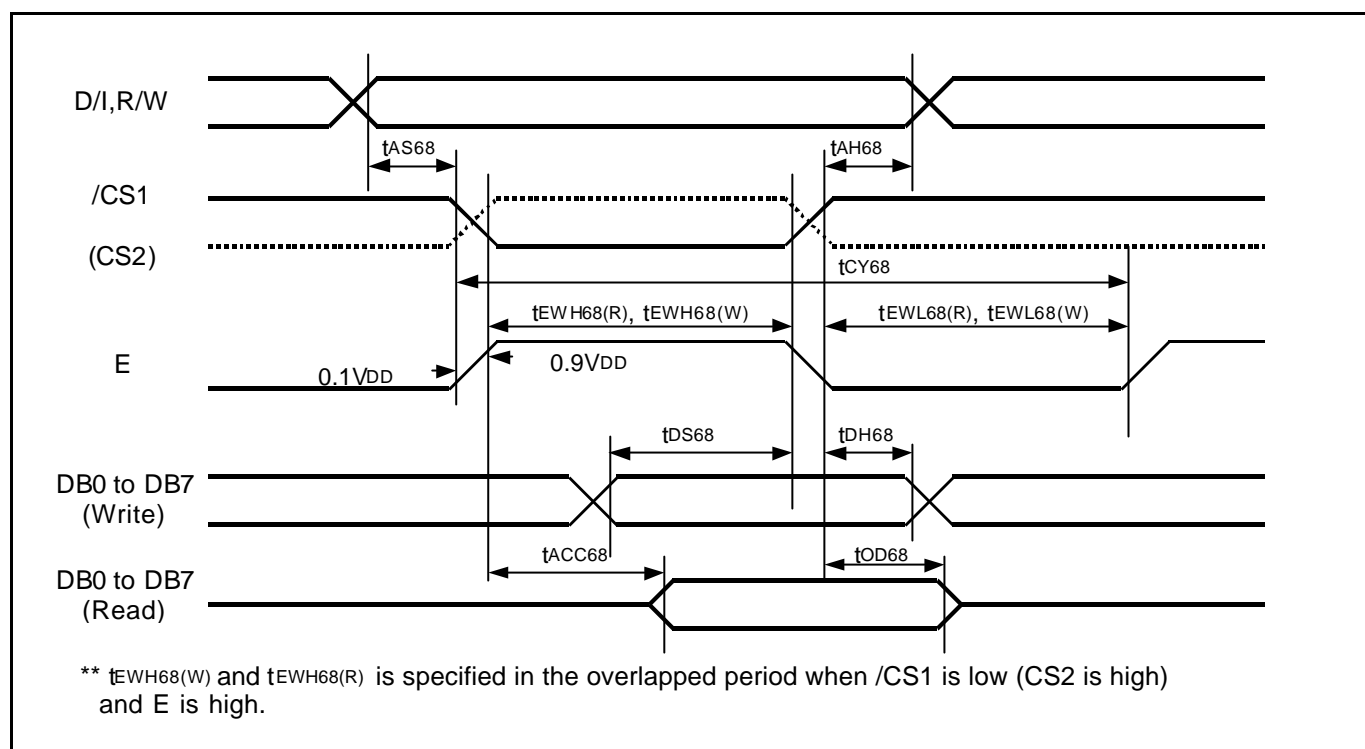 D/I,R/W
tAS68
tAH68
/CS1
(CS2)
tCY68
tEWH68(R), tEWH68(W)
tEWL68(R), tEWL68(W)
E
0.1VDD
0.9VDD
tDS68
tDH68
DB0 to DB7
(Write)
tACC68
tOD68
DB0 to DB7
(Read)
** tEWH68(W) and tEWH68(R) is specified in the overlapped period when /CS1 is low (CS2 is high)
and E is high.